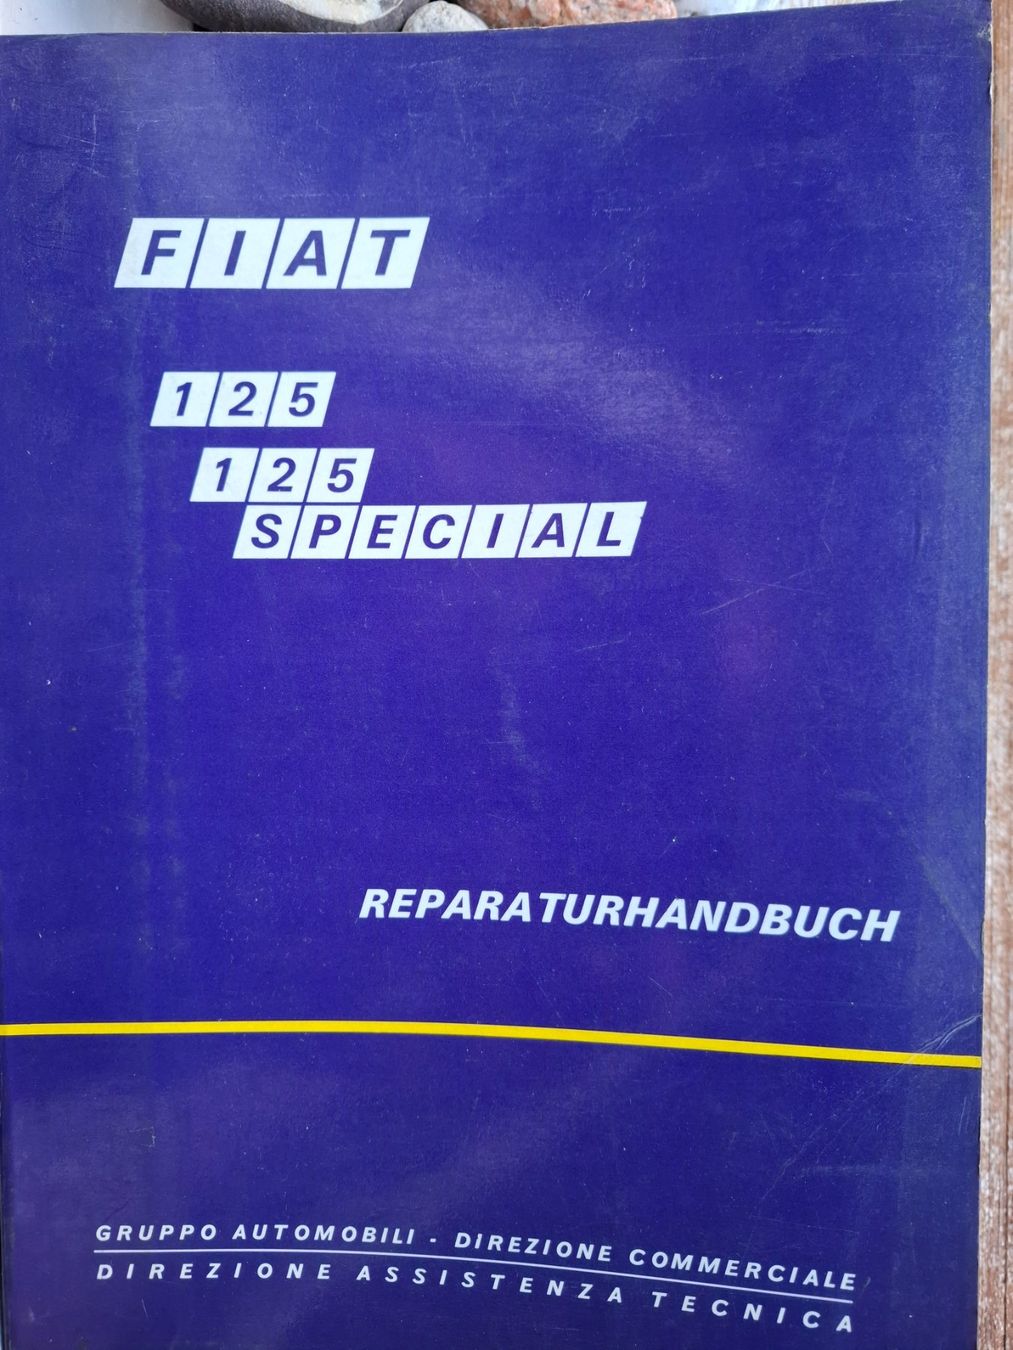 FIAT
125
125
SPECIAL
REPARATURHANDBUCH
GRUPPO AUTOMOBILI - DIREZIONE COMMERCIALE
DIREZIONE ASSISTENZA TECNICA